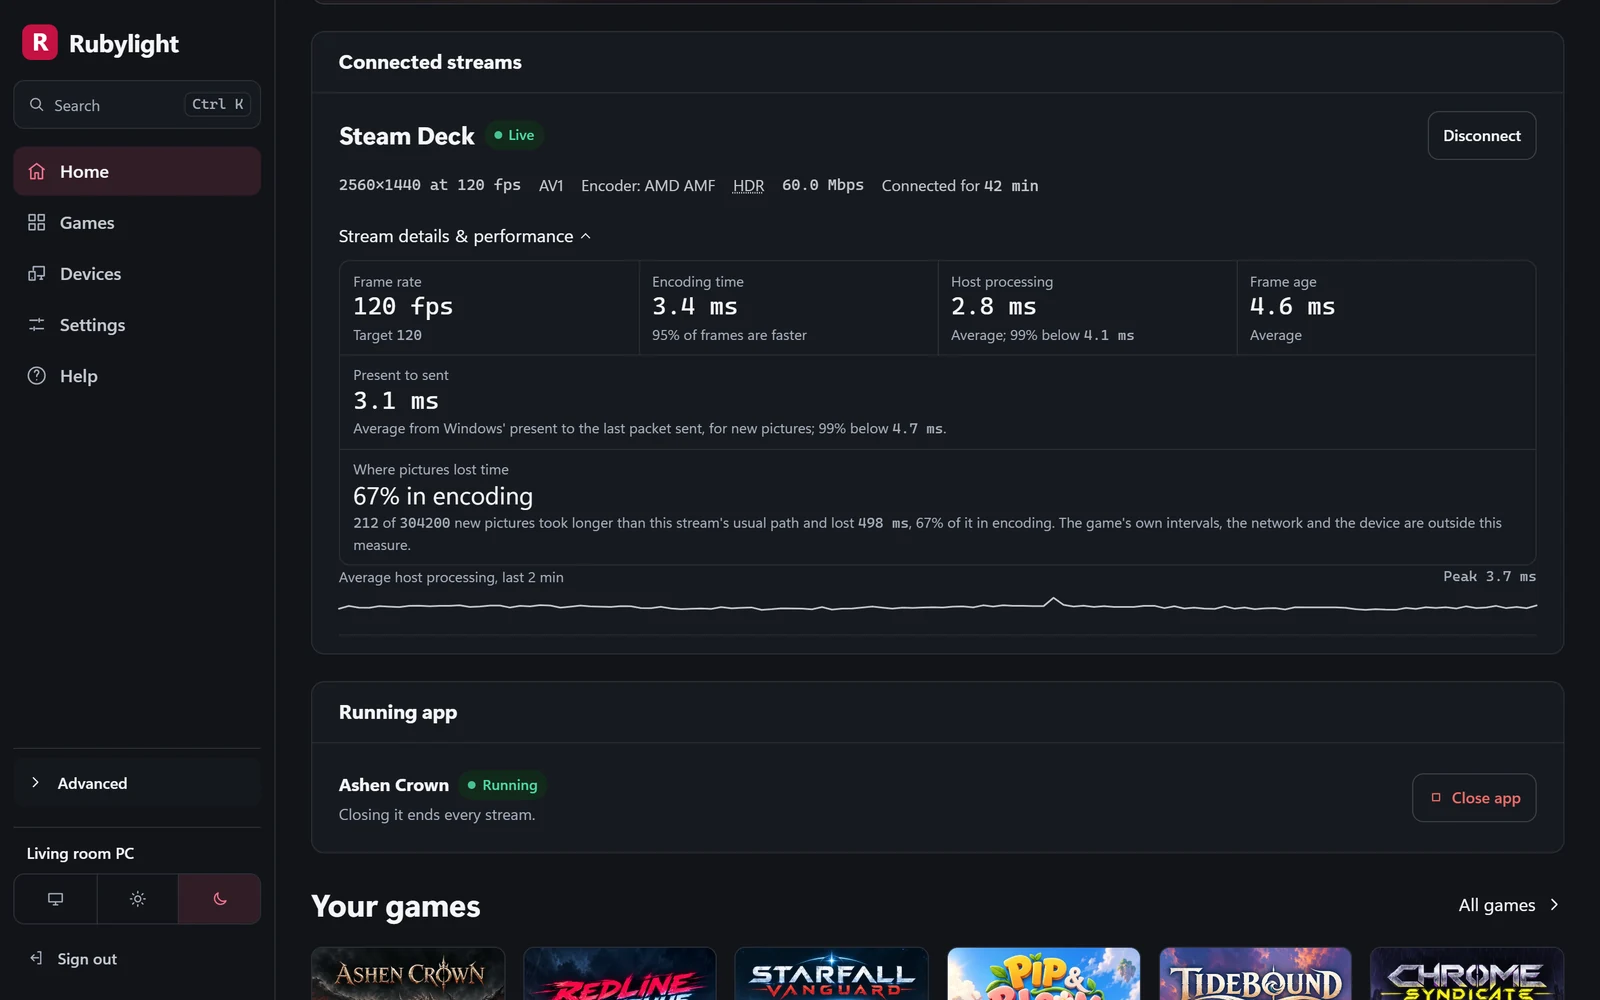 R Rubylight
Search Ctrl K
Home
Games
Devices
Settings
Help
Advanced
Living room PC
Sign out
Connected streams
Steam Deck Live
Disconnect
2560×1440 at 120 fps AV1 Encoder: AMD AMF HDR 60.0 Mbps Connected for 42 min
Stream details & performance
Frame rate
120 fps
Target 120
Encoding time
3.4 ms
95% of frames are faster
Host processing
2.8 ms
Average; 99% below 4.1 ms
Frame age
4.6 ms
Average
Present to sent
3.1 ms
Average from Windows' present to the last packet sent, for new pictures; 99% below 4.7 ms.
Where pictures lost time
67% in encoding
212 of 304200 new pictures took longer than this stream's usual path and lost 498 ms, 67% of it in encoding. The game's own intervals, the network and the device are outside this
measure.
Average host processing, last 2 min
Peak 3.7 ms
Running app
Ashen Crown Running
Closing it ends every stream.
Close app
Your games
All games
ASHEN CROWN
REDLINE
STARFALL
VANGUARD
PIP &
TIDEBOUND
CHROME
SYNDICATE